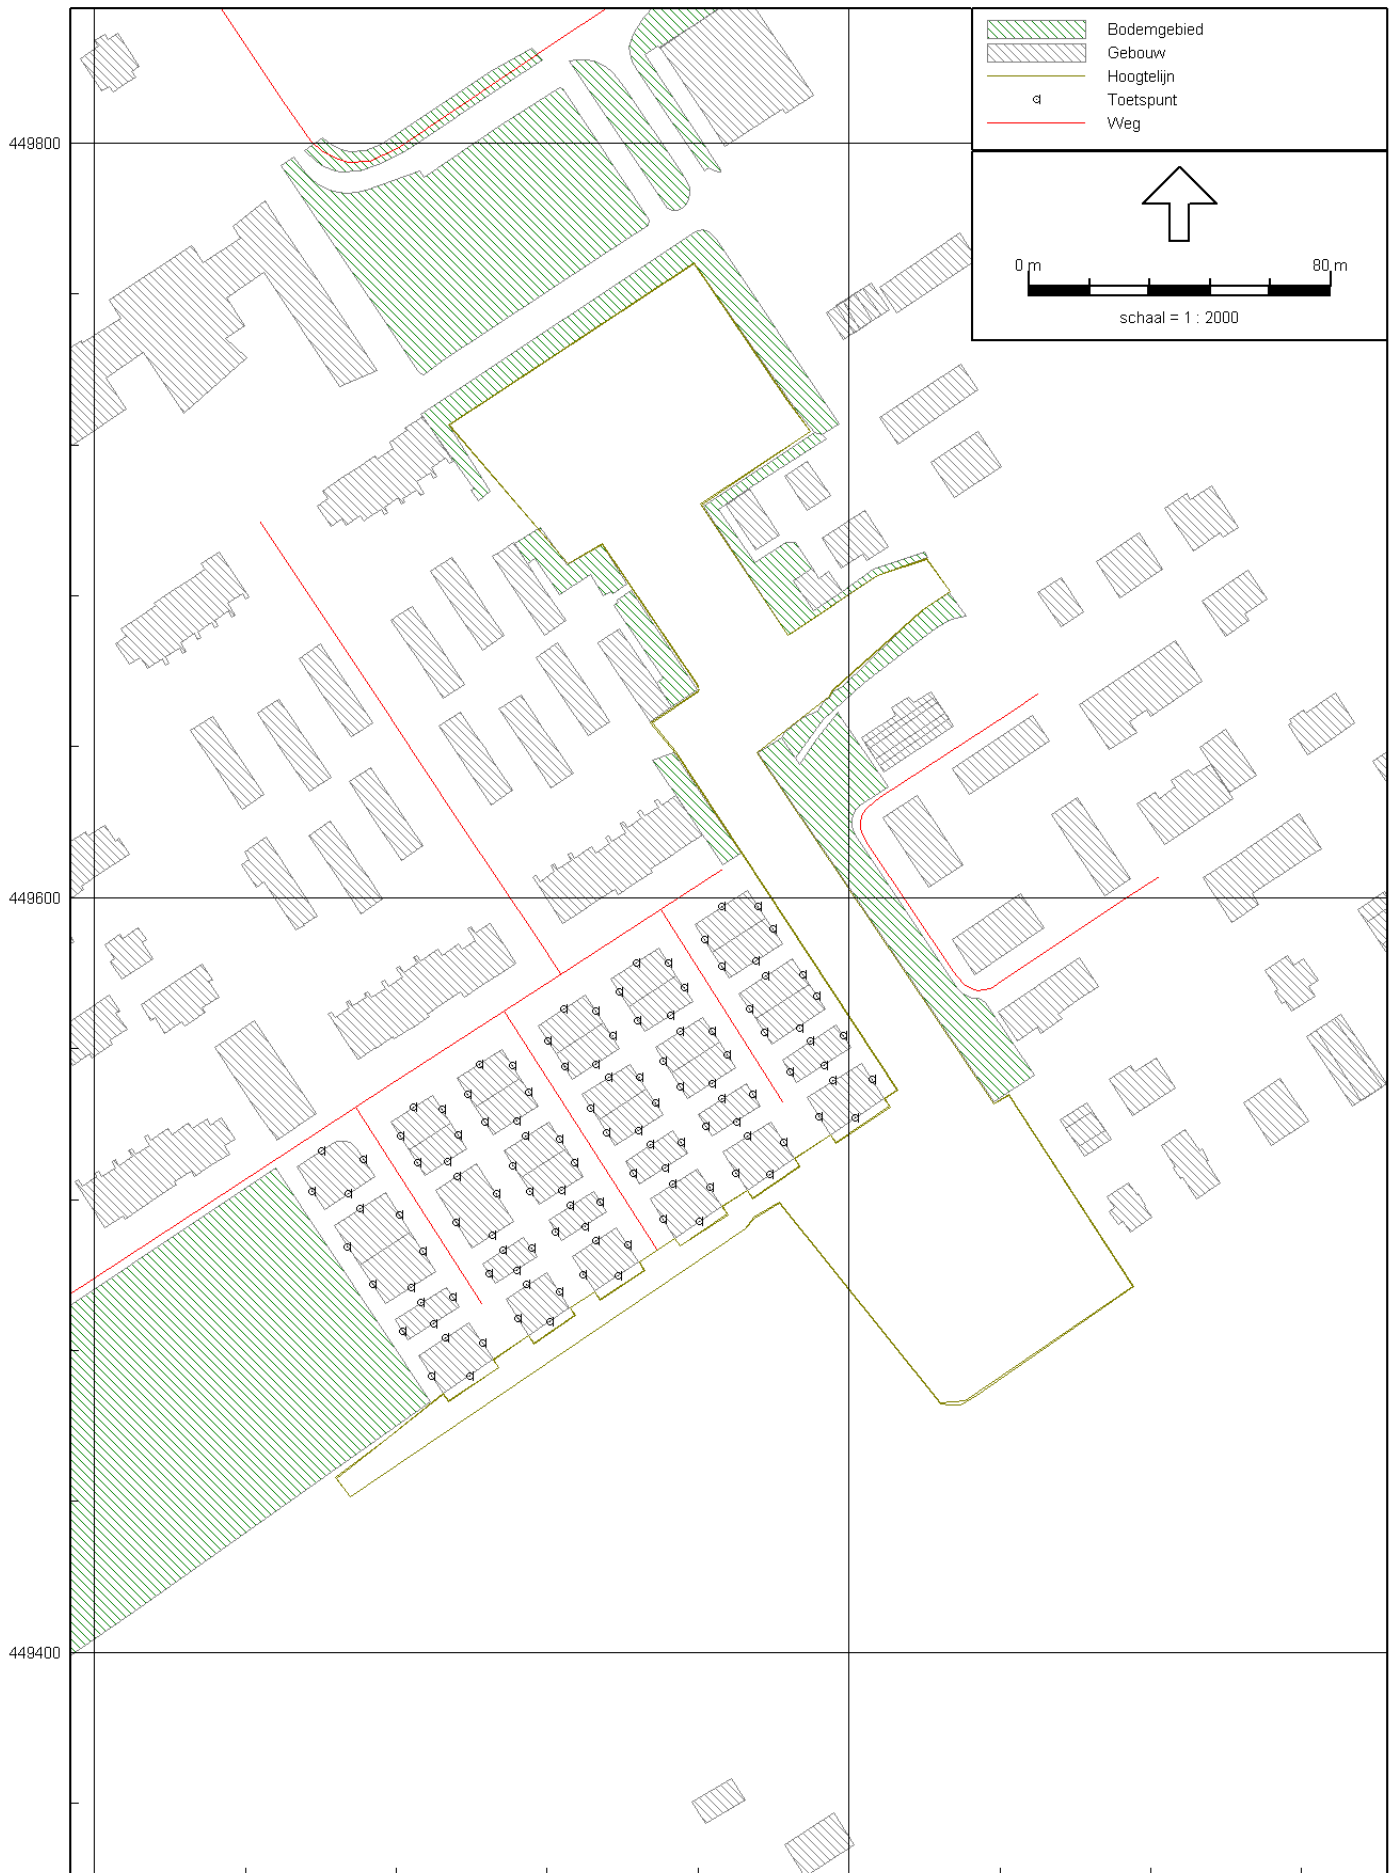 Bodemgebied
Gebouw
Hoogtelijn
Toetspunt
Weg
449800
0 m
80 m
schaal = 1 : 2000
449600
449400